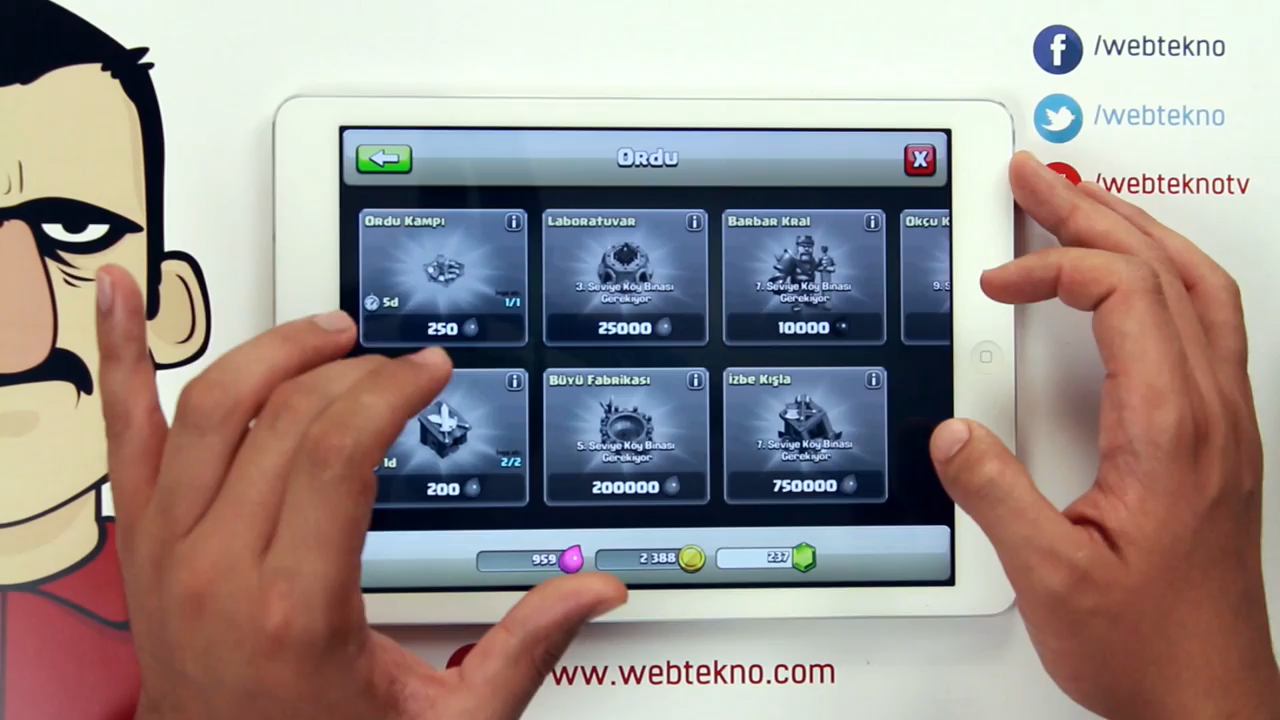 /webtekno
/webtekno
/webteknotv
Ordu
X
Ordu Kampı
i
5d
1/1
250
Laboratuvar
i
3. Seviye Köy Binası
Gerekiyor
25000
Barbar Kral
i
7. Seviye Köy Binası
Gerekiyor
10000
Okçu K
9. S
i
1d
2/2
200
Büyü Fabrikası
i
5. Seviye Köy Binası
Gerekiyor
200000
İzbe Kışla
i
7. Seviye Köy Binası
Gerekiyor
750000
959
2 388
237
www.webtekno.com